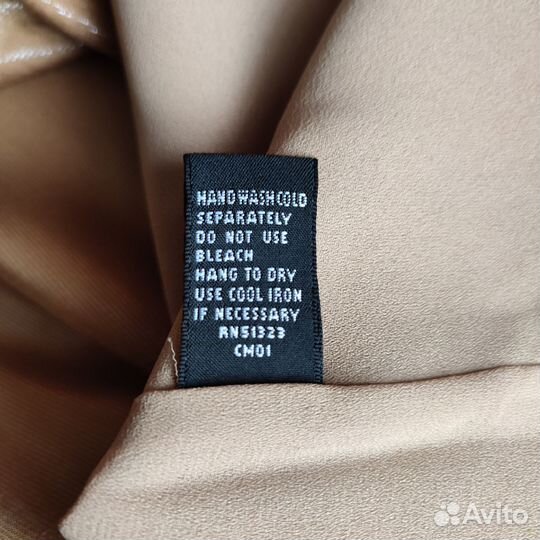 HAND WASH COLD
SEPARATELY
DO NOT USE
BLEACH
HANG TO DRY
USE COOL IRON
IF NECESSARY
RN51323
CM01
Avito